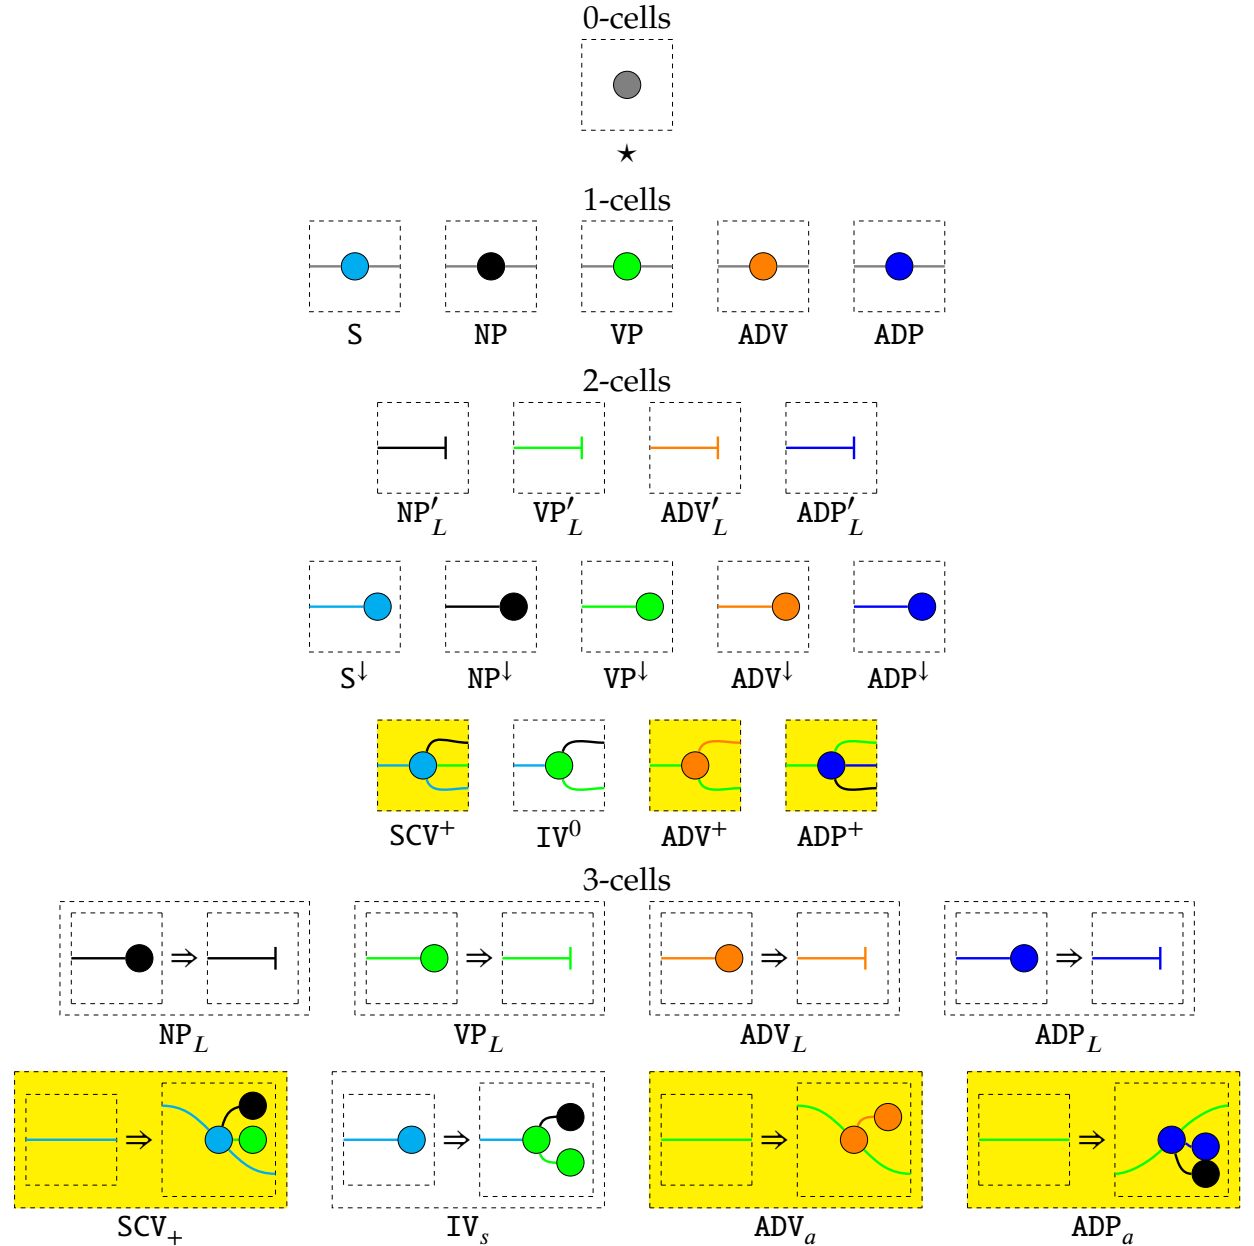 0-cells
⋆
1-cells
S NP VP ADV ADP
2-cells
NP′_L VP′_L ADV′_L ADP′_L
S↓ NP↓ VP↓ ADV↓ ADP↓
SCV⁺ IV⁰ ADV⁺ ADP⁺
3-cells
⇒ ⇒ ⇒ ⇒
NP_L VP_L ADV_L ADP_L
⇒ ⇒ ⇒ ⇒
SCV₊ IV_s ADV_a ADP_a